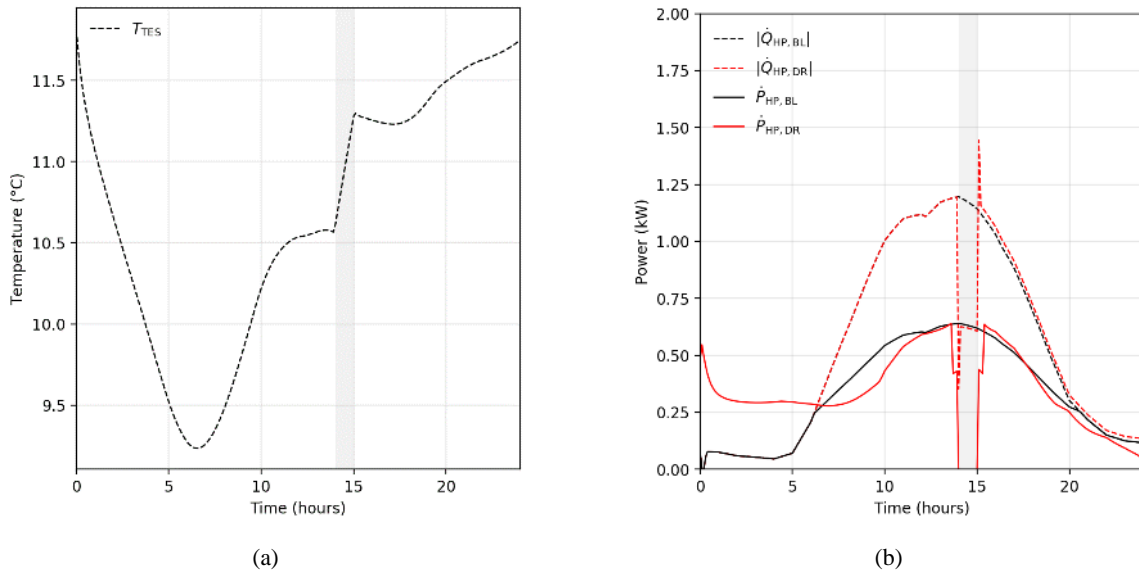 T_TES
11.5
11.0
10.5
10.0
9.5
Temperature (°C)
0 5 10 15 20
Time (hours)
(a)
|Q̇_HP, BL|
|Q̇_HP, DR|
Ṗ_HP, BL
Ṗ_HP, DR
2.00
1.75
1.50
1.25
1.00
0.75
0.50
0.25
0.00
Power (kW)
0 5 10 15 20
Time (hours)
(b)